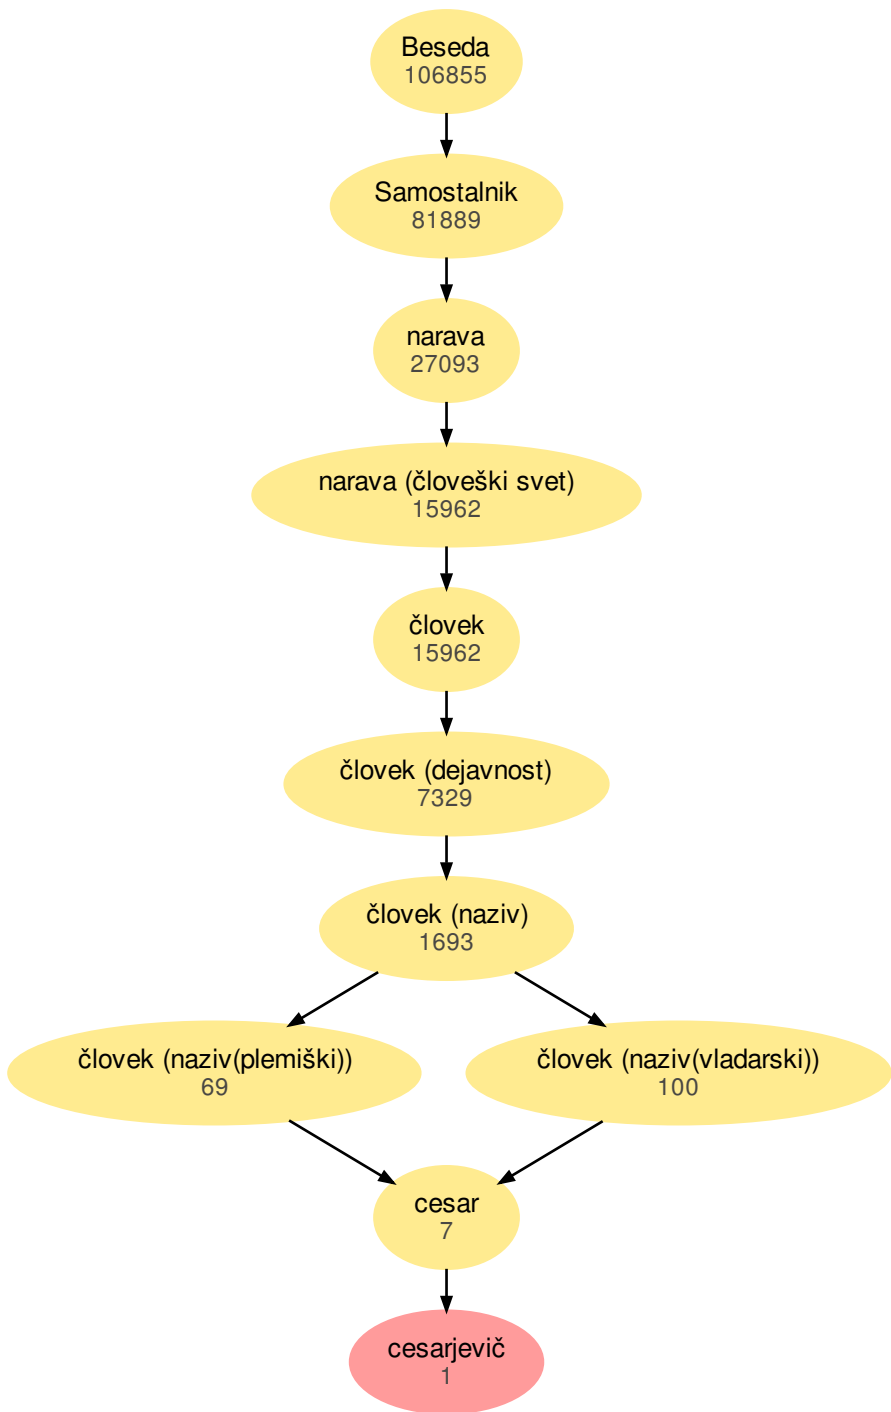 Beseda
106855
Samostalnik
81889
narava
27093
narava (človeški svet)
15962
človek
15962
človek (dejavnost)
7329
človek (naziv)
1693
človek (naziv(plemiški))
69
človek (naziv(vladarski))
100
cesar
7
cesarjevič
1